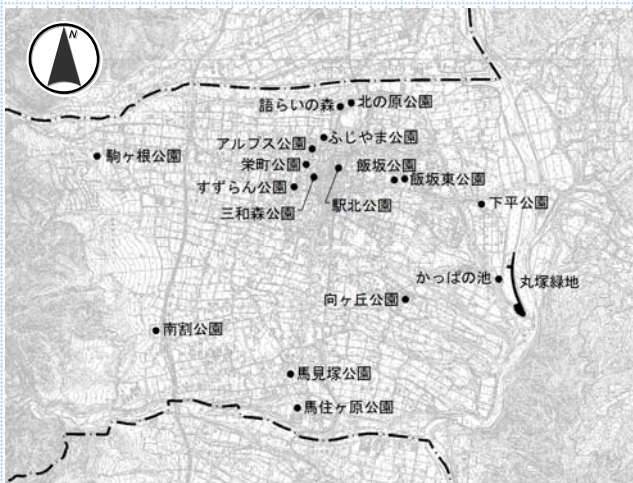 N
語らいの森
北の原公園
ふじやま公園
アルプス公園
駒ヶ根公園
栄町公園
飯坂公園
飯坂東公園
すずらん公園
三和森公園
駅北公園
下平公園
かっぱの池
丸塚緑地
向ヶ丘公園
南割公園
馬見塚公園
馬住ヶ原公園